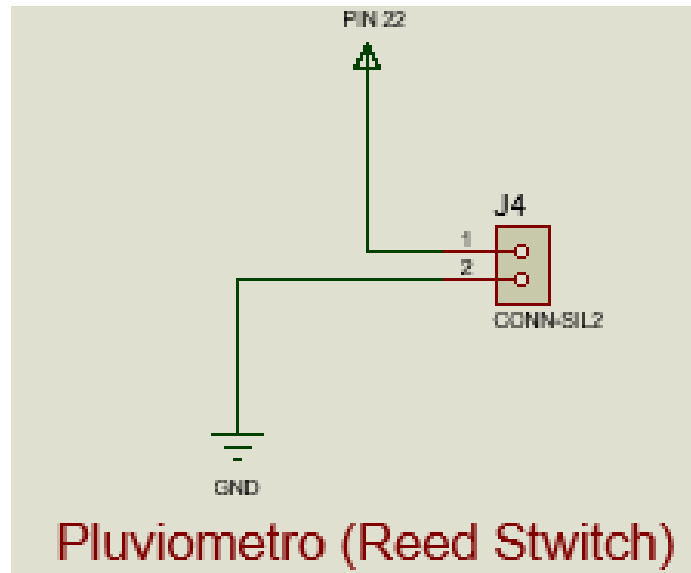 PIN 22
J4
1
2
CONN-SIL2
GND
Pluviometro (Reed Stwitch)